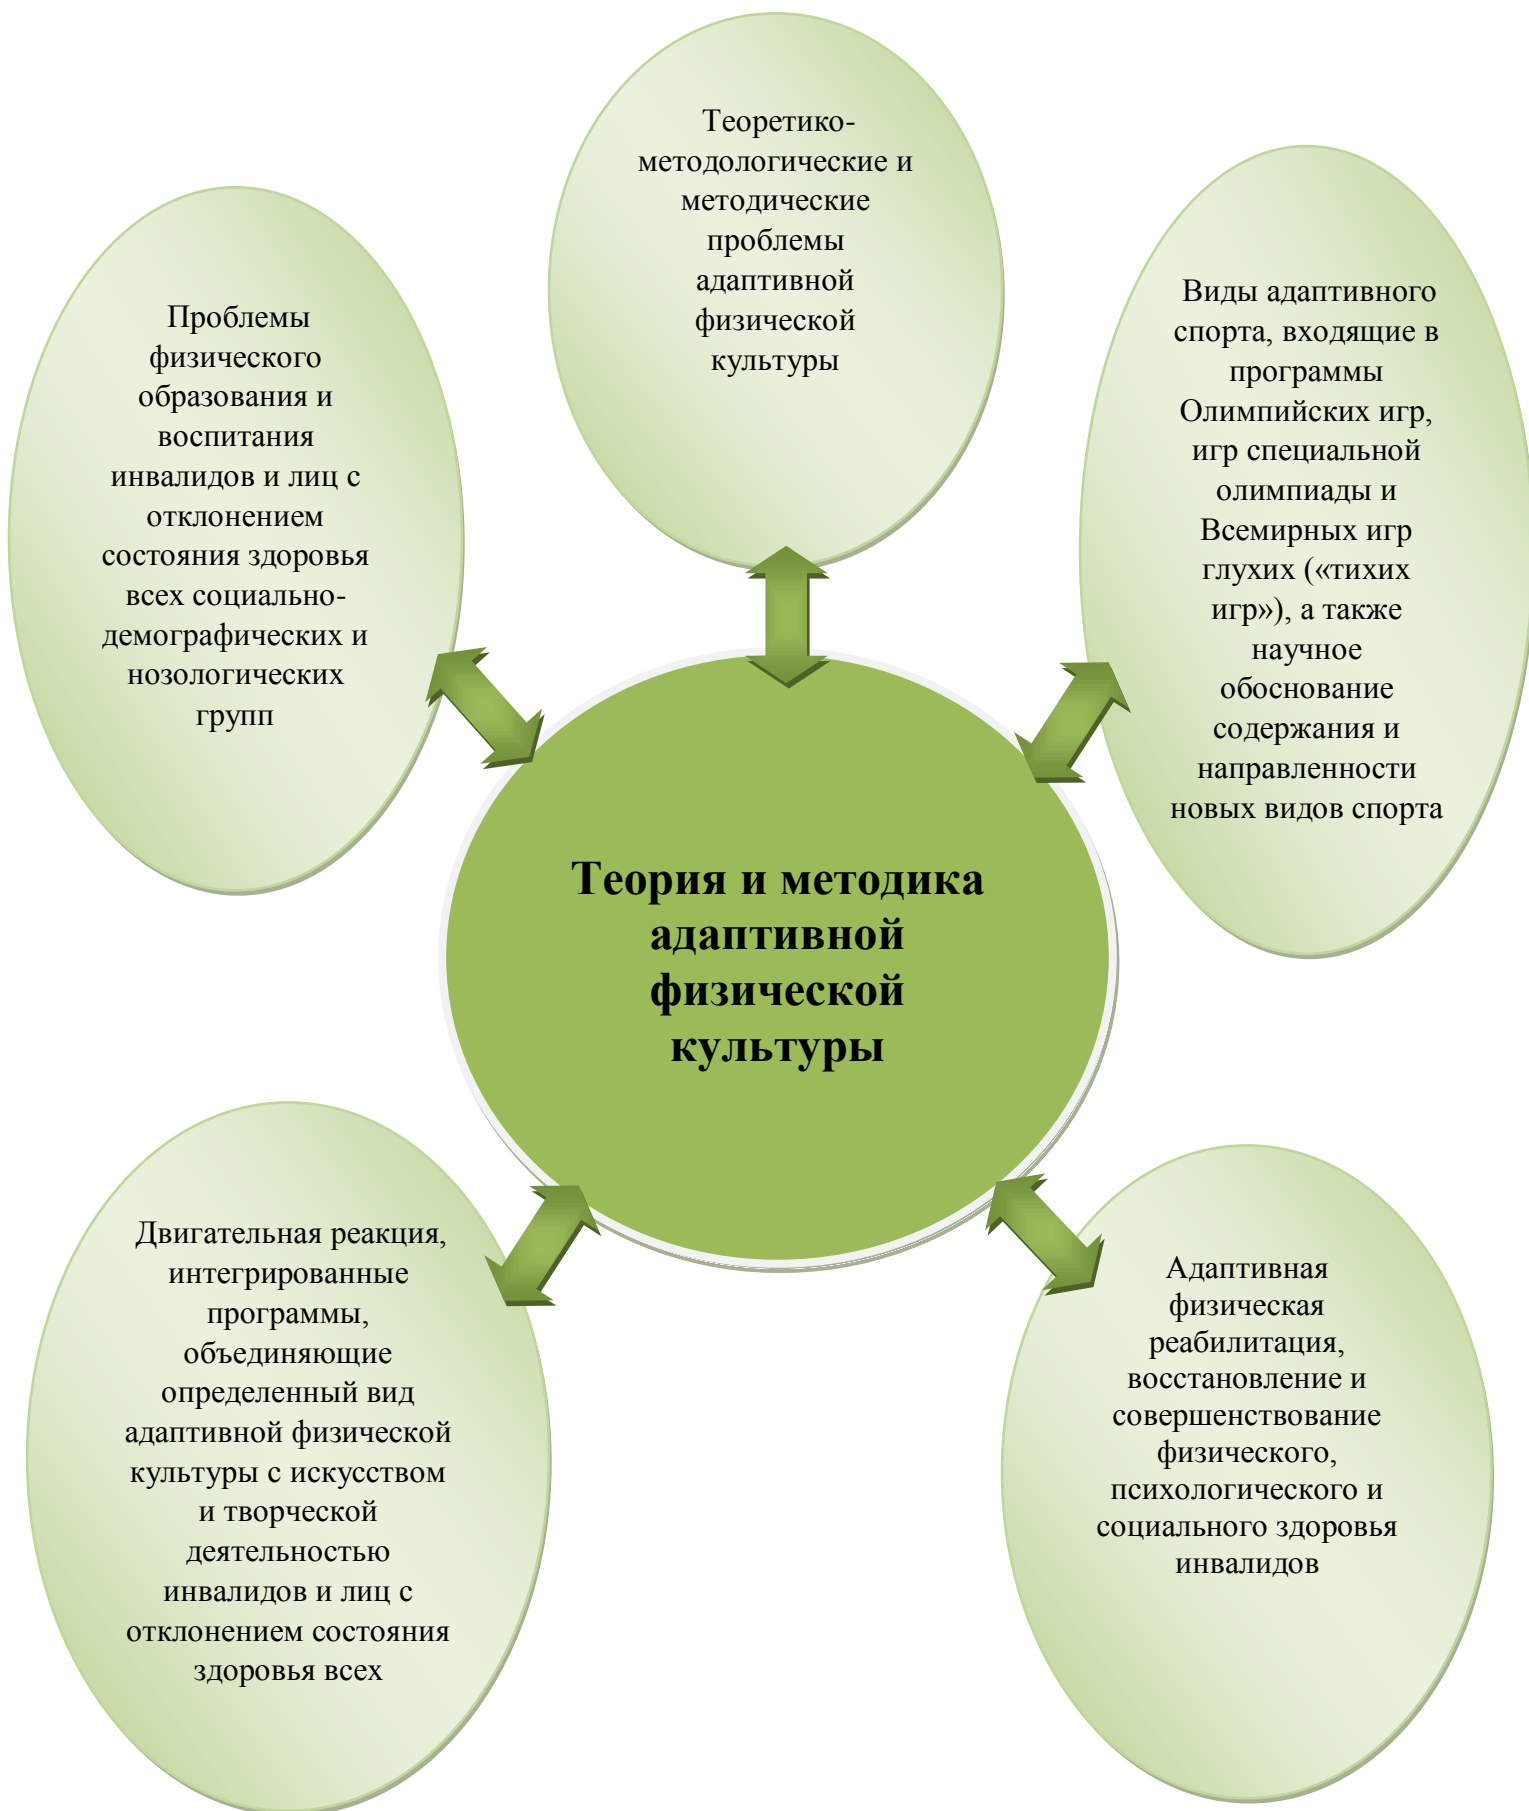 Теоретико-
методологические и
методические
проблемы
адаптивной
физической
культуры
Проблемы
физического
образования и
воспитания
инвалидов и лиц с
отклонением
состояния здоровья
всех социально-
демографических и
нозологических
групп
Виды адаптивного
спорта, входящие в
программы
Олимпийских игр,
игр специальной
олимпиады и
Всемирных игр
глухих («тихих
игр»), а также
научное
обоснование
содержания и
направленности
новых видов спорта
Теория и методика
адаптивной
физической
культуры
Двигательная реакция,
интегрированные
программы,
объединяющие
определенный вид
адаптивной физической
культуры с искусством
и творческой
деятельностью
инвалидов и лиц с
отклонением состояния
здоровья всех
Адаптивная
физическая
реабилитация,
восстановление и
совершенствование
физического,
психологического и
социального здоровья
инвалидов